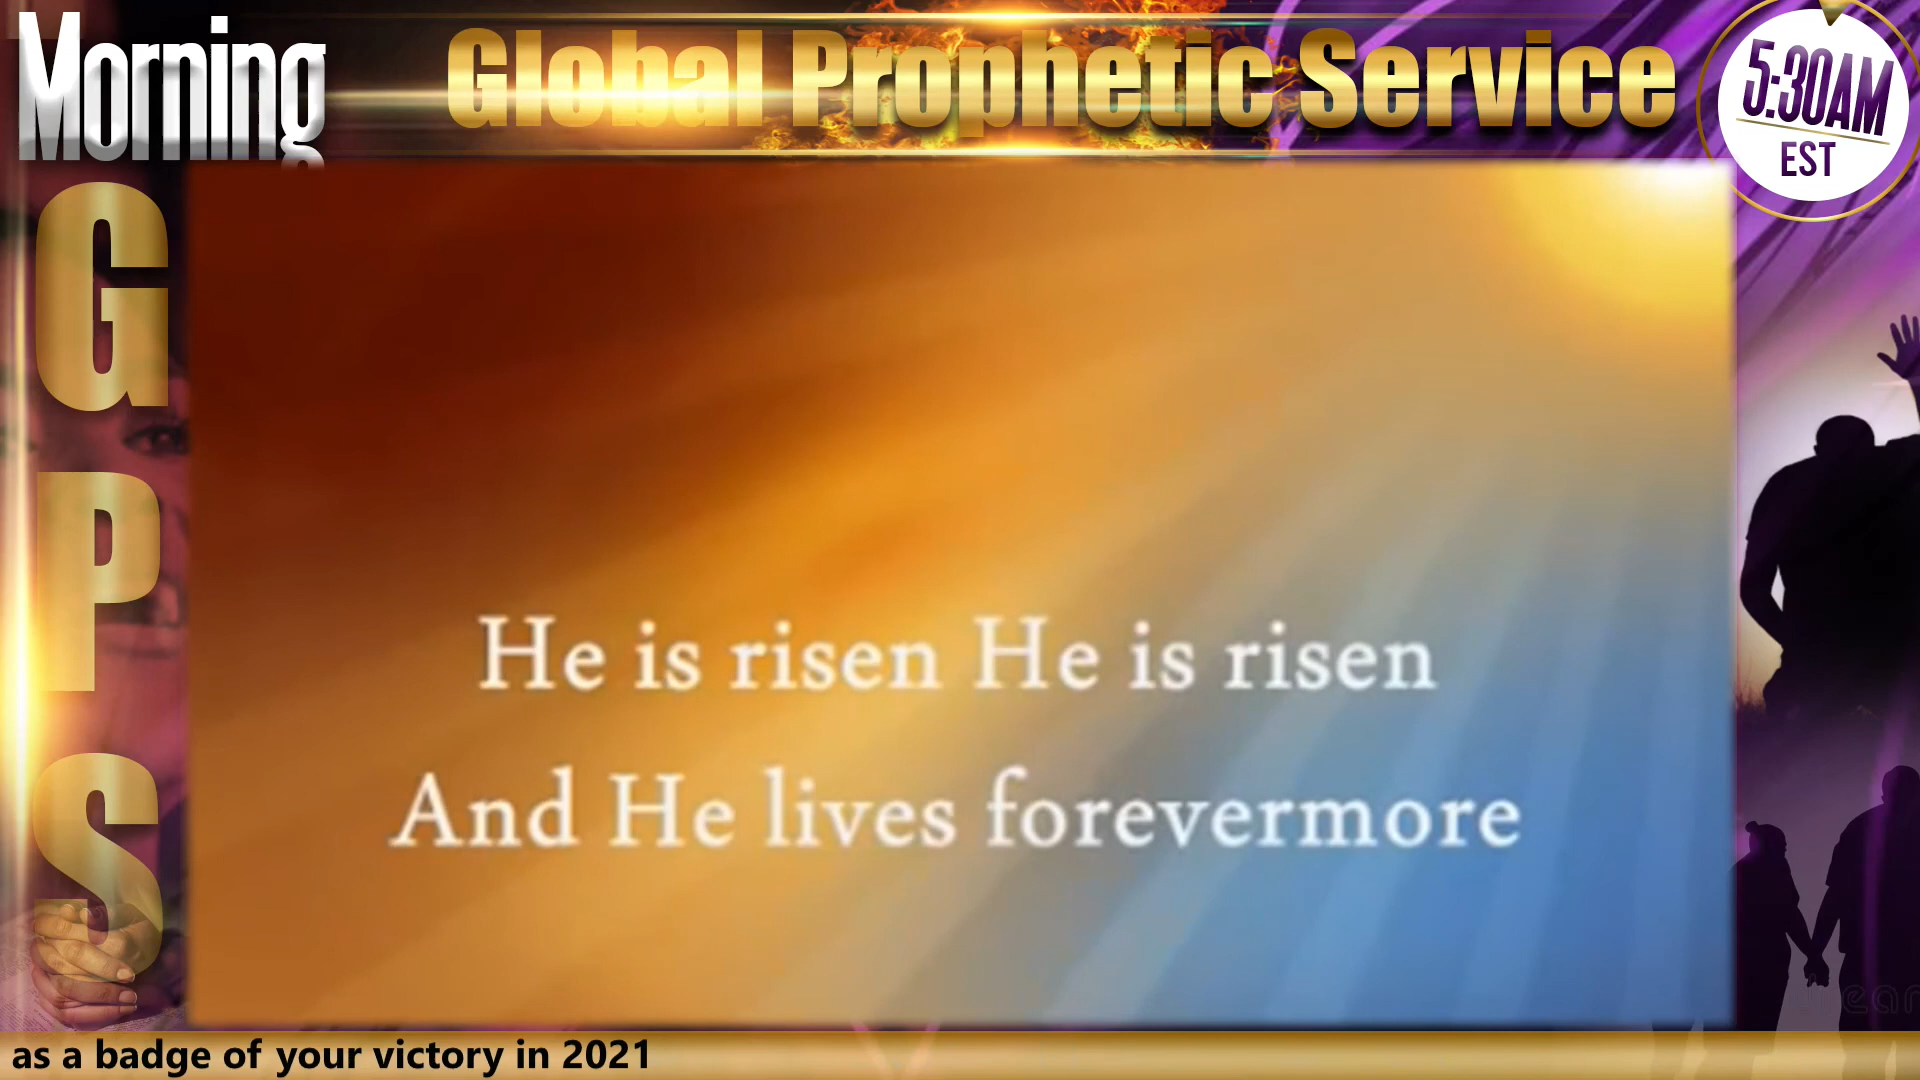 Morning
Global Prophetic Service
5:30AM
EST
G
P
S
He is risen He is risen
And He lives forevermore
as a badge of your victory in 2021